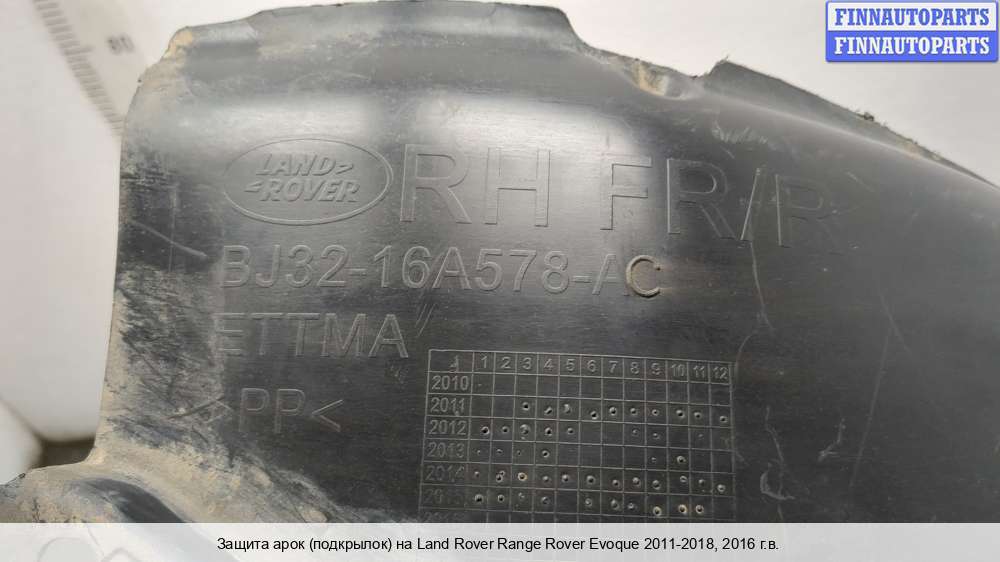 FINNAUTOPARTS
FINNAUTOPARTS
80
LAND>
<ROVER
RH FR/R
BJ32-16A578-AC
ETTMA
>PP<
1 2 3 4 5 6 7 8 9 10 11 12
2010
2011
2012
2013
2014
2015
Защита арок (подкрылок) на Land Rover Range Rover Evoque 2011-2018, 2016 г.в.